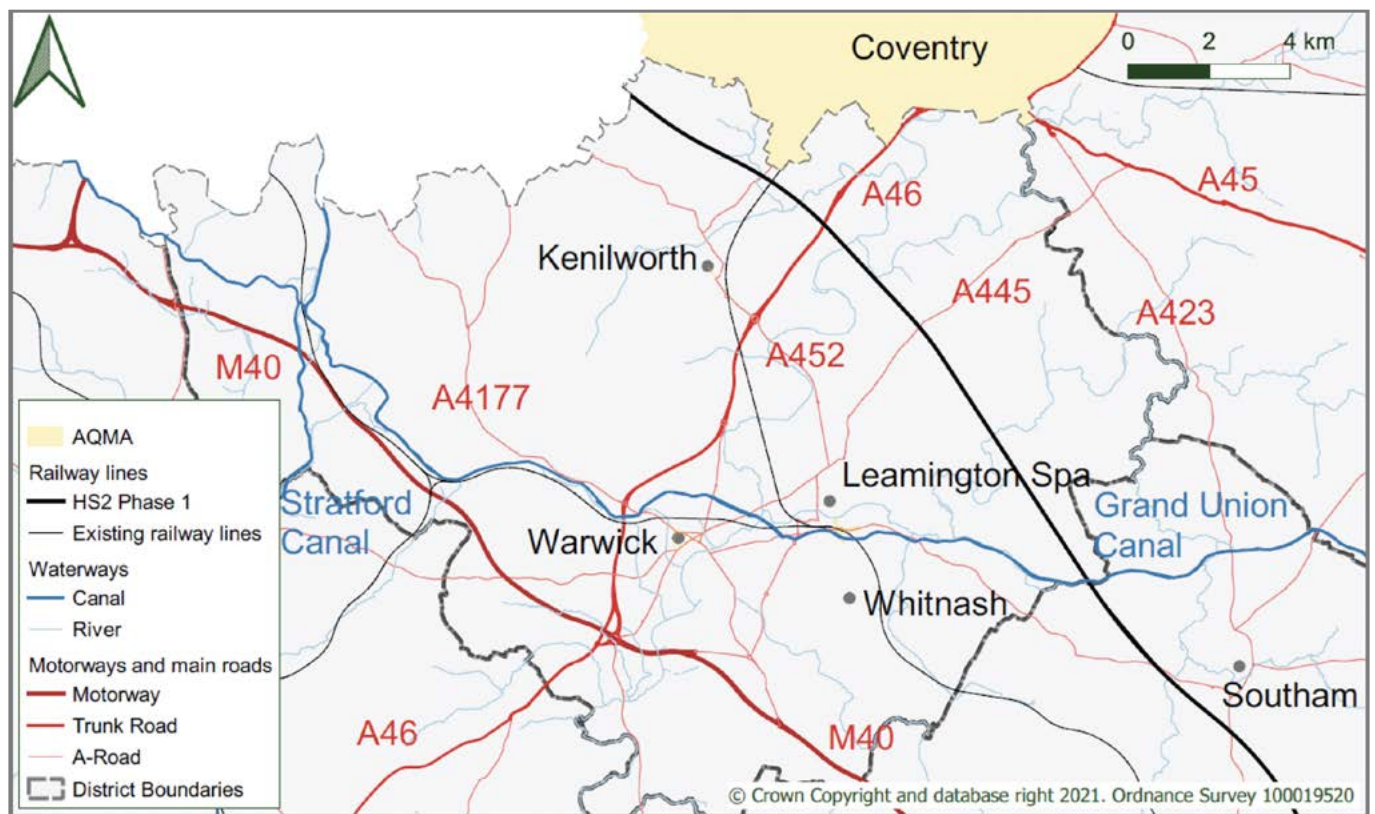 Coventry
0 2 4 km
A46
A45
Kenilworth
A445
A423
M40
A452
A4177
AQMA
Railway lines
HS2 Phase 1
Existing railway lines
Waterways
Canal
River
Motorways and main roads
Motorway
Trunk Road
A-Road
District Boundaries
Stratford
Canal
Leamington Spa
Grand Union
Canal
Warwick
Whitnash
Southam
A46
M40
© Crown Copyright and database right 2021. Ordnance Survey 100019520